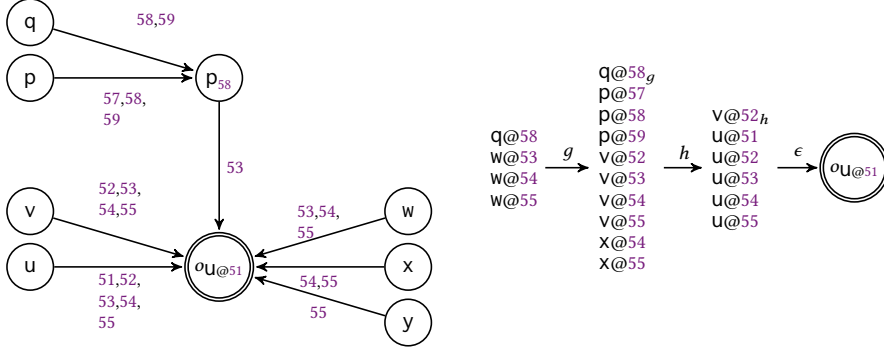 q
58,59
p
57,58,
59
p58
53
v
52,53,
54,55
u
51,52,
53,54,
55
ou@51
53,54,
55
w
54,55
x
55
y
q@58
w@53
w@54
w@55
g
q@58g
p@57
p@58
p@59
v@52
v@53
v@54
v@55
x@54
x@55
h
v@52h
u@51
u@52
u@53
u@54
u@55
ϵ
ou@51